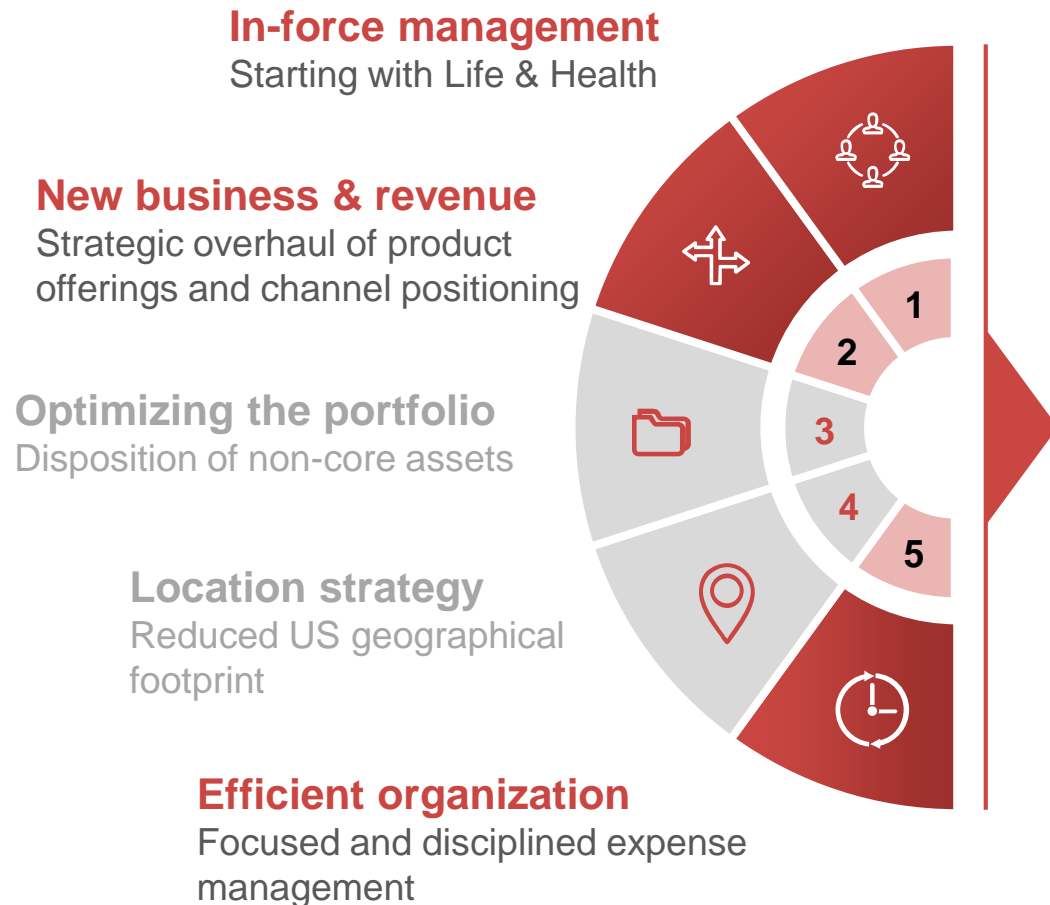 In-force management
Starting with Life & Health
1
New business & revenue
Strategic overhaul of product
offerings and channel positioning
2
Optimizing the portfolio
Disposition of non-core assets
3
Location strategy
Reduced US geographical
footprint
4
Efficient organization
Focused and disciplined expense
management
5